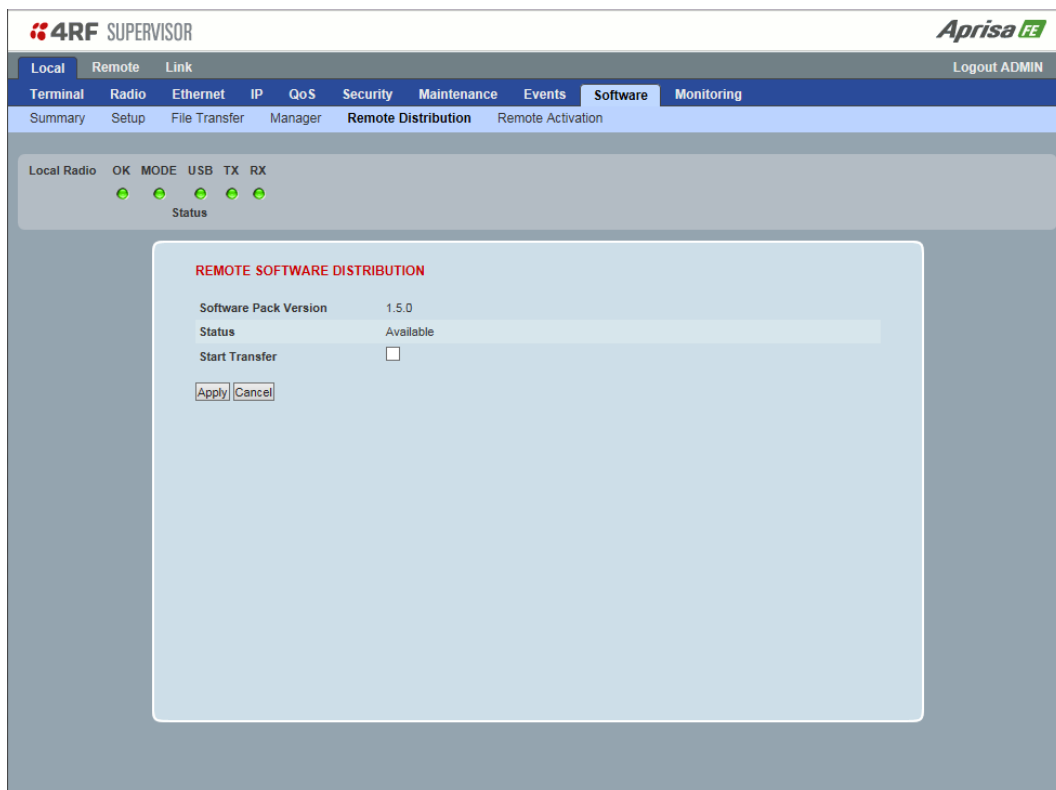 4RF SUPERVISOR
Aprisa FE
Local Remote Link Logout ADMIN
Terminal Radio Ethernet IP QoS Security Maintenance Events Software Monitoring
Summary Setup File Transfer Manager Remote Distribution Remote Activation
Local Radio OK MODE USB TX RX
Status
REMOTE SOFTWARE DISTRIBUTION
Software Pack Version 1.5.0
Status Available
Start Transfer
Apply Cancel